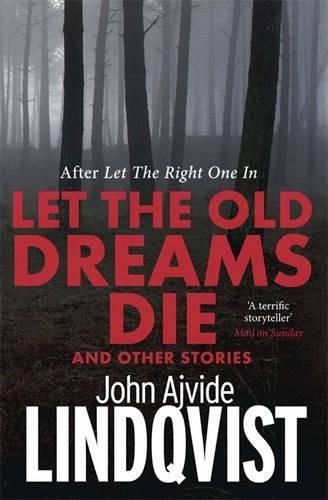 After Let The Right One In
LET THE OLD
DREAMS
DIE
AND OTHER STORIES
'A terrific
storyteller'
Mail on Sunday
John Ajvide
LINDQVIST